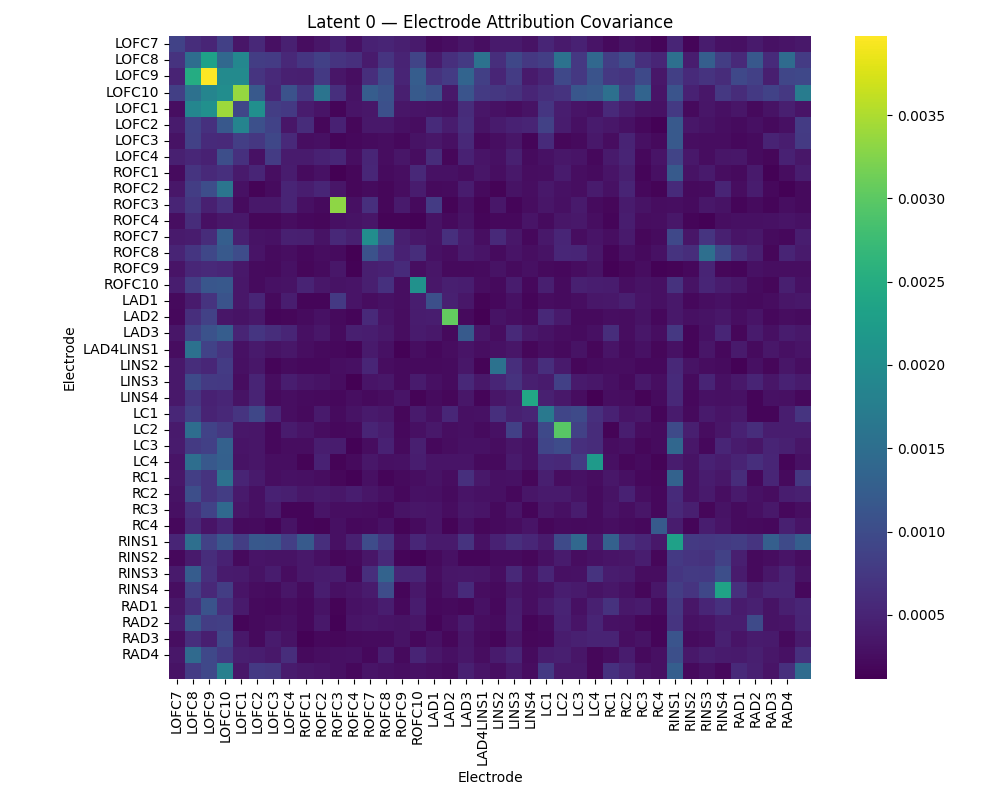 Latent 0 — Electrode Attribution Covariance
Electrode
LOFC7
LOFC8
LOFC9
LOFC10
LOFC1
LOFC2
LOFC3
LOFC4
ROFC1
ROFC2
ROFC3
ROFC4
ROFC7
ROFC8
ROFC9
ROFC10
LAD1
LAD2
LAD3
LAD4LINS1
LINS2
LINS3
LINS4
LC1
LC2
LC3
LC4
RC1
RC2
RC3
RC4
RINS1
RINS2
RINS3
RINS4
RAD1
RAD2
RAD3
RAD4
LOFC7
LOFC8
LOFC9
LOFC10
LOFC1
LOFC2
LOFC3
LOFC4
ROFC1
ROFC2
ROFC3
ROFC4
ROFC7
ROFC8
ROFC9
ROFC10
LAD1
LAD2
LAD3
LAD4LINS1
LINS2
LINS3
LINS4
LC1
LC2
LC3
LC4
RC1
RC2
RC3
RC4
RINS1
RINS2
RINS3
RINS4
RAD1
RAD2
RAD3
RAD4
Electrode
0.0035
0.0030
0.0025
0.0020
0.0015
0.0010
0.0005